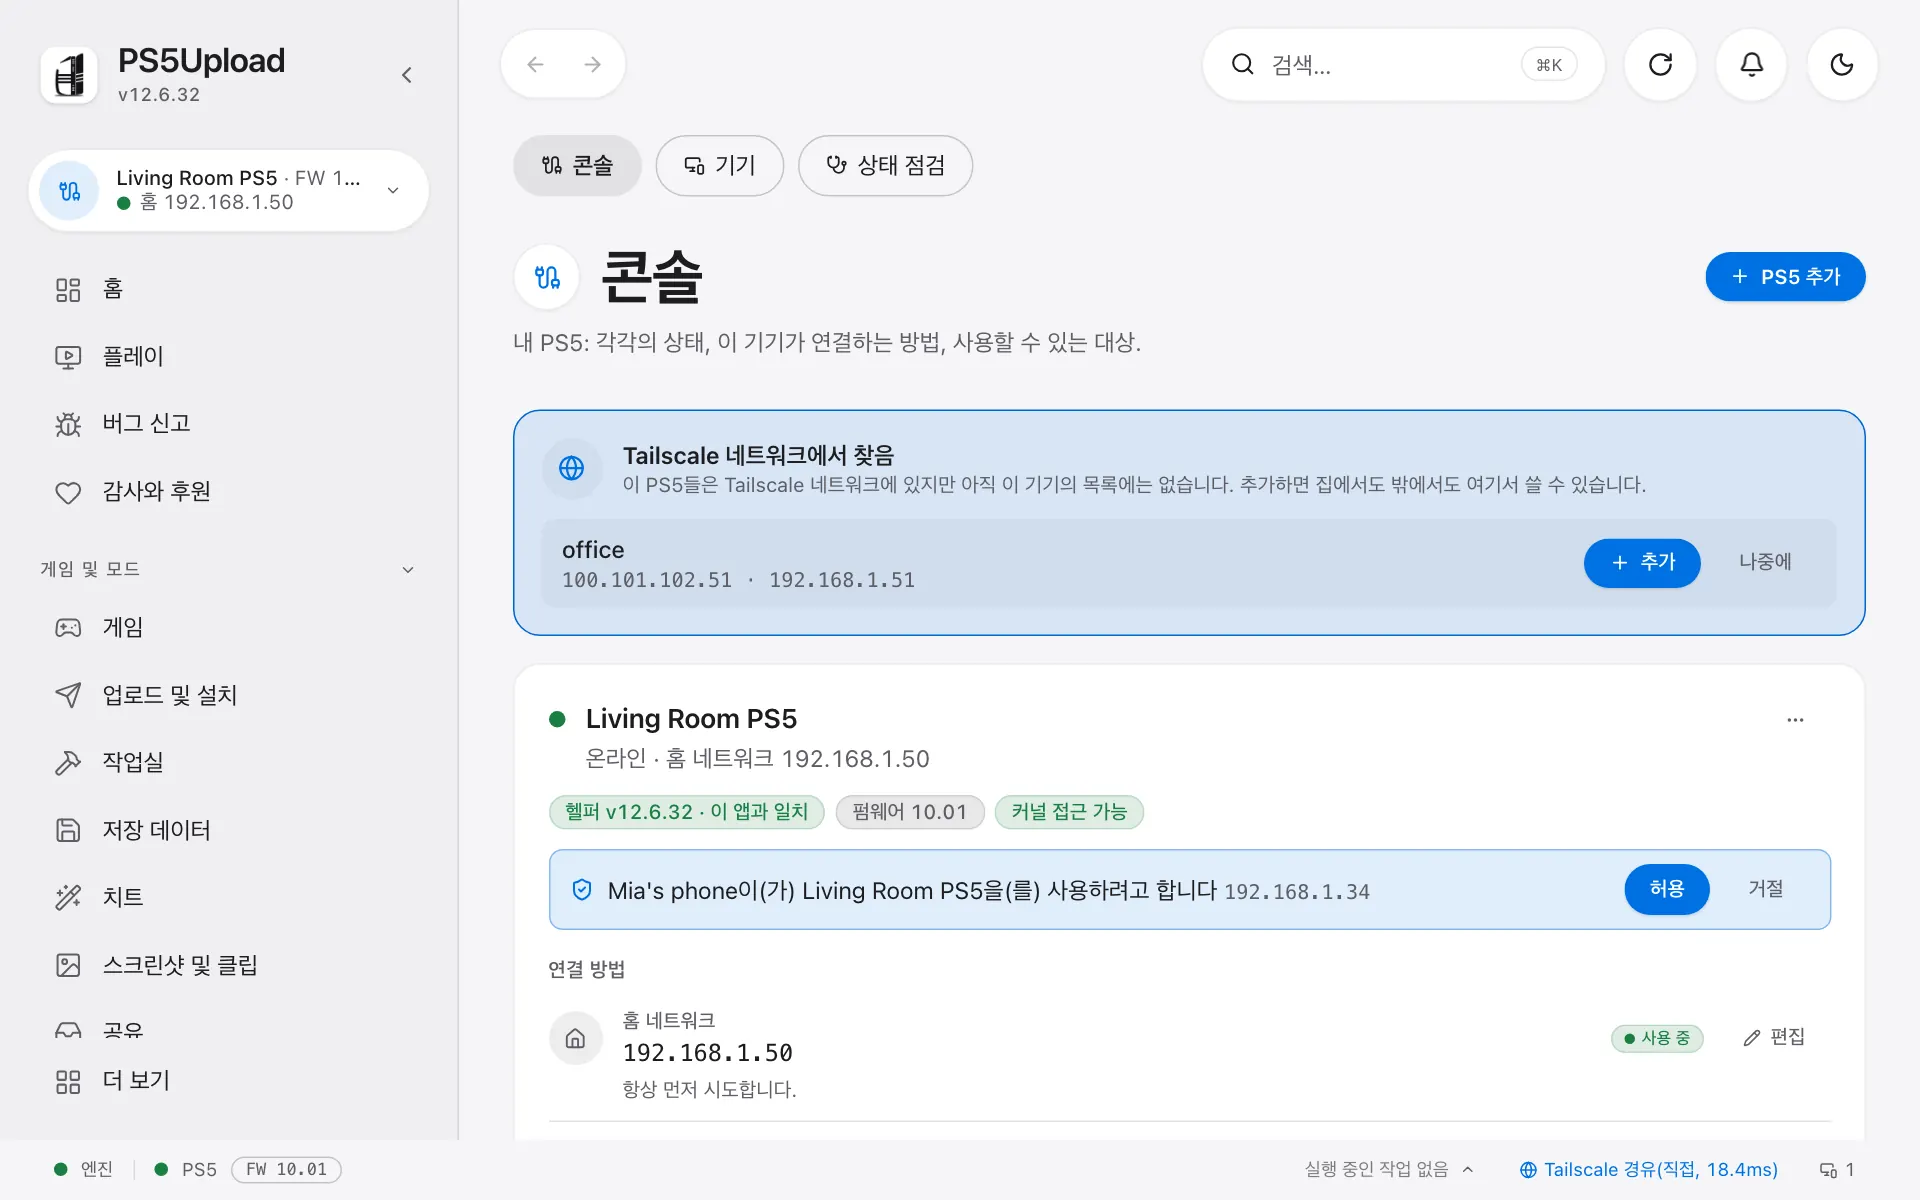 PS5Upload
v12.6.32
Living Room PS5 · FW 1...
홈 192.168.1.50
홈
플레이
버그 신고
감사와 후원
게임 및 모드
게임
업로드 및 설치
작업실
저장 데이터
치트
스크린샷 및 클립
공유
더 보기
검색...
⌘K
콘솔
기기
상태 점검
콘솔
+ PS5 추가
내 PS5: 각각의 상태, 이 기기가 연결하는 방법, 사용할 수 있는 대상.
Tailscale 네트워크에서 찾음
이 PS5들은 Tailscale 네트워크에 있지만 아직 이 기기의 목록에는 없습니다. 추가하면 집에서도 밖에서도 여기서 쓸 수 있습니다.
office
100.101.102.51 · 192.168.1.51
+ 추가
나중에
Living Room PS5
온라인 · 홈 네트워크 192.168.1.50
헬퍼 v12.6.32 · 이 앱과 일치
펌웨어 10.01
커널 접근 가능
Mia's phone이(가) Living Room PS5을(를) 사용하려고 합니다 192.168.1.34
허용
거절
연결 방법
홈 네트워크
192.168.1.50
항상 먼저 시도합니다.
사용 중
편집
엔진
PS5
FW 10.01
실행 중인 작업 없음
Tailscale 경유(직접, 18.4ms)
1